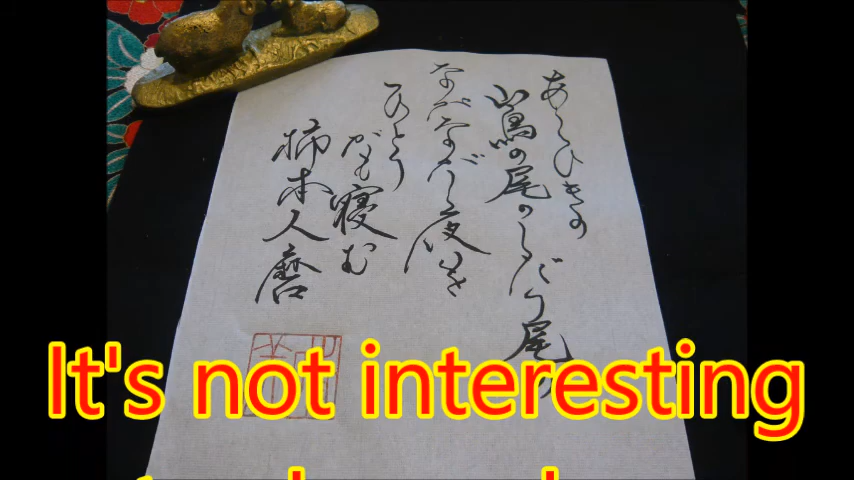 あしひきの
山鳥の尾のしだり尾の
ながながし夜を
ひとり
かも寝む
柿本人麿
It's not interesting